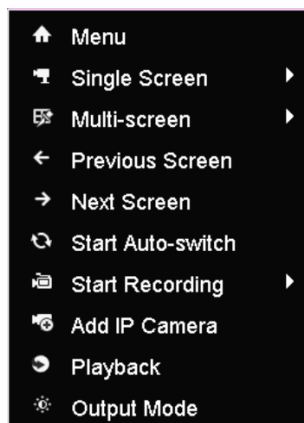 Menu
Single Screen
Multi-screen
Previous Screen
Next Screen
Start Auto-switch
Start Recording
Add IP Camera
Playback
Output Mode